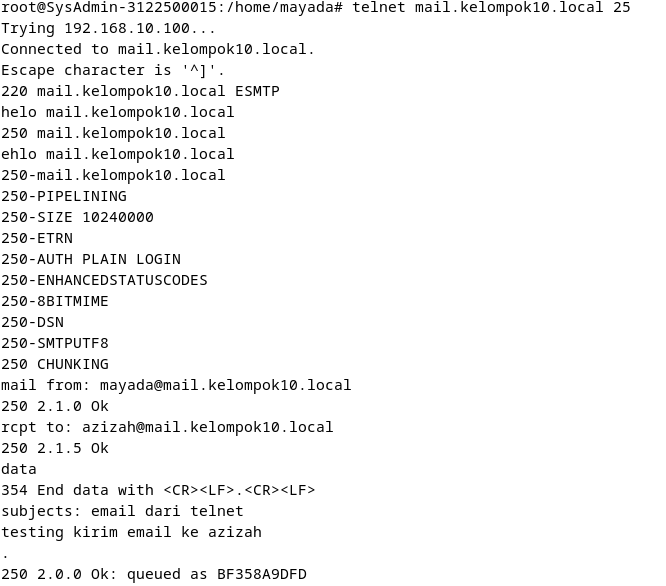 root@SysAdmin-3122500015:/home/mayada# telnet mail.kelompok10.local 25
Trying 192.168.10.100...
Connected to mail.kelompok10.local.
Escape character is '^]'.
220 mail.kelompok10.local ESMTP
helo mail.kelompok10.local
250 mail.kelompok10.local
ehlo mail.kelompok10.local
250-mail.kelompok10.local
250-PIPELINING
250-SIZE 10240000
250-ETRN
250-AUTH PLAIN LOGIN
250-ENHANCEDSTATUSCODES
250-8BITMIME
250-DSN
250-SMTPUTF8
250 CHUNKING
mail from: mayada@mail.kelompok10.local
250 2.1.0 Ok
rcpt to: azizah@mail.kelompok10.local
250 2.1.5 Ok
data
354 End data with <CR><LF>.<CR><LF>
subjects: email dari telnet
testing kirim email ke azizah
.
250 2.0.0 Ok: queued as BF358A9DFD